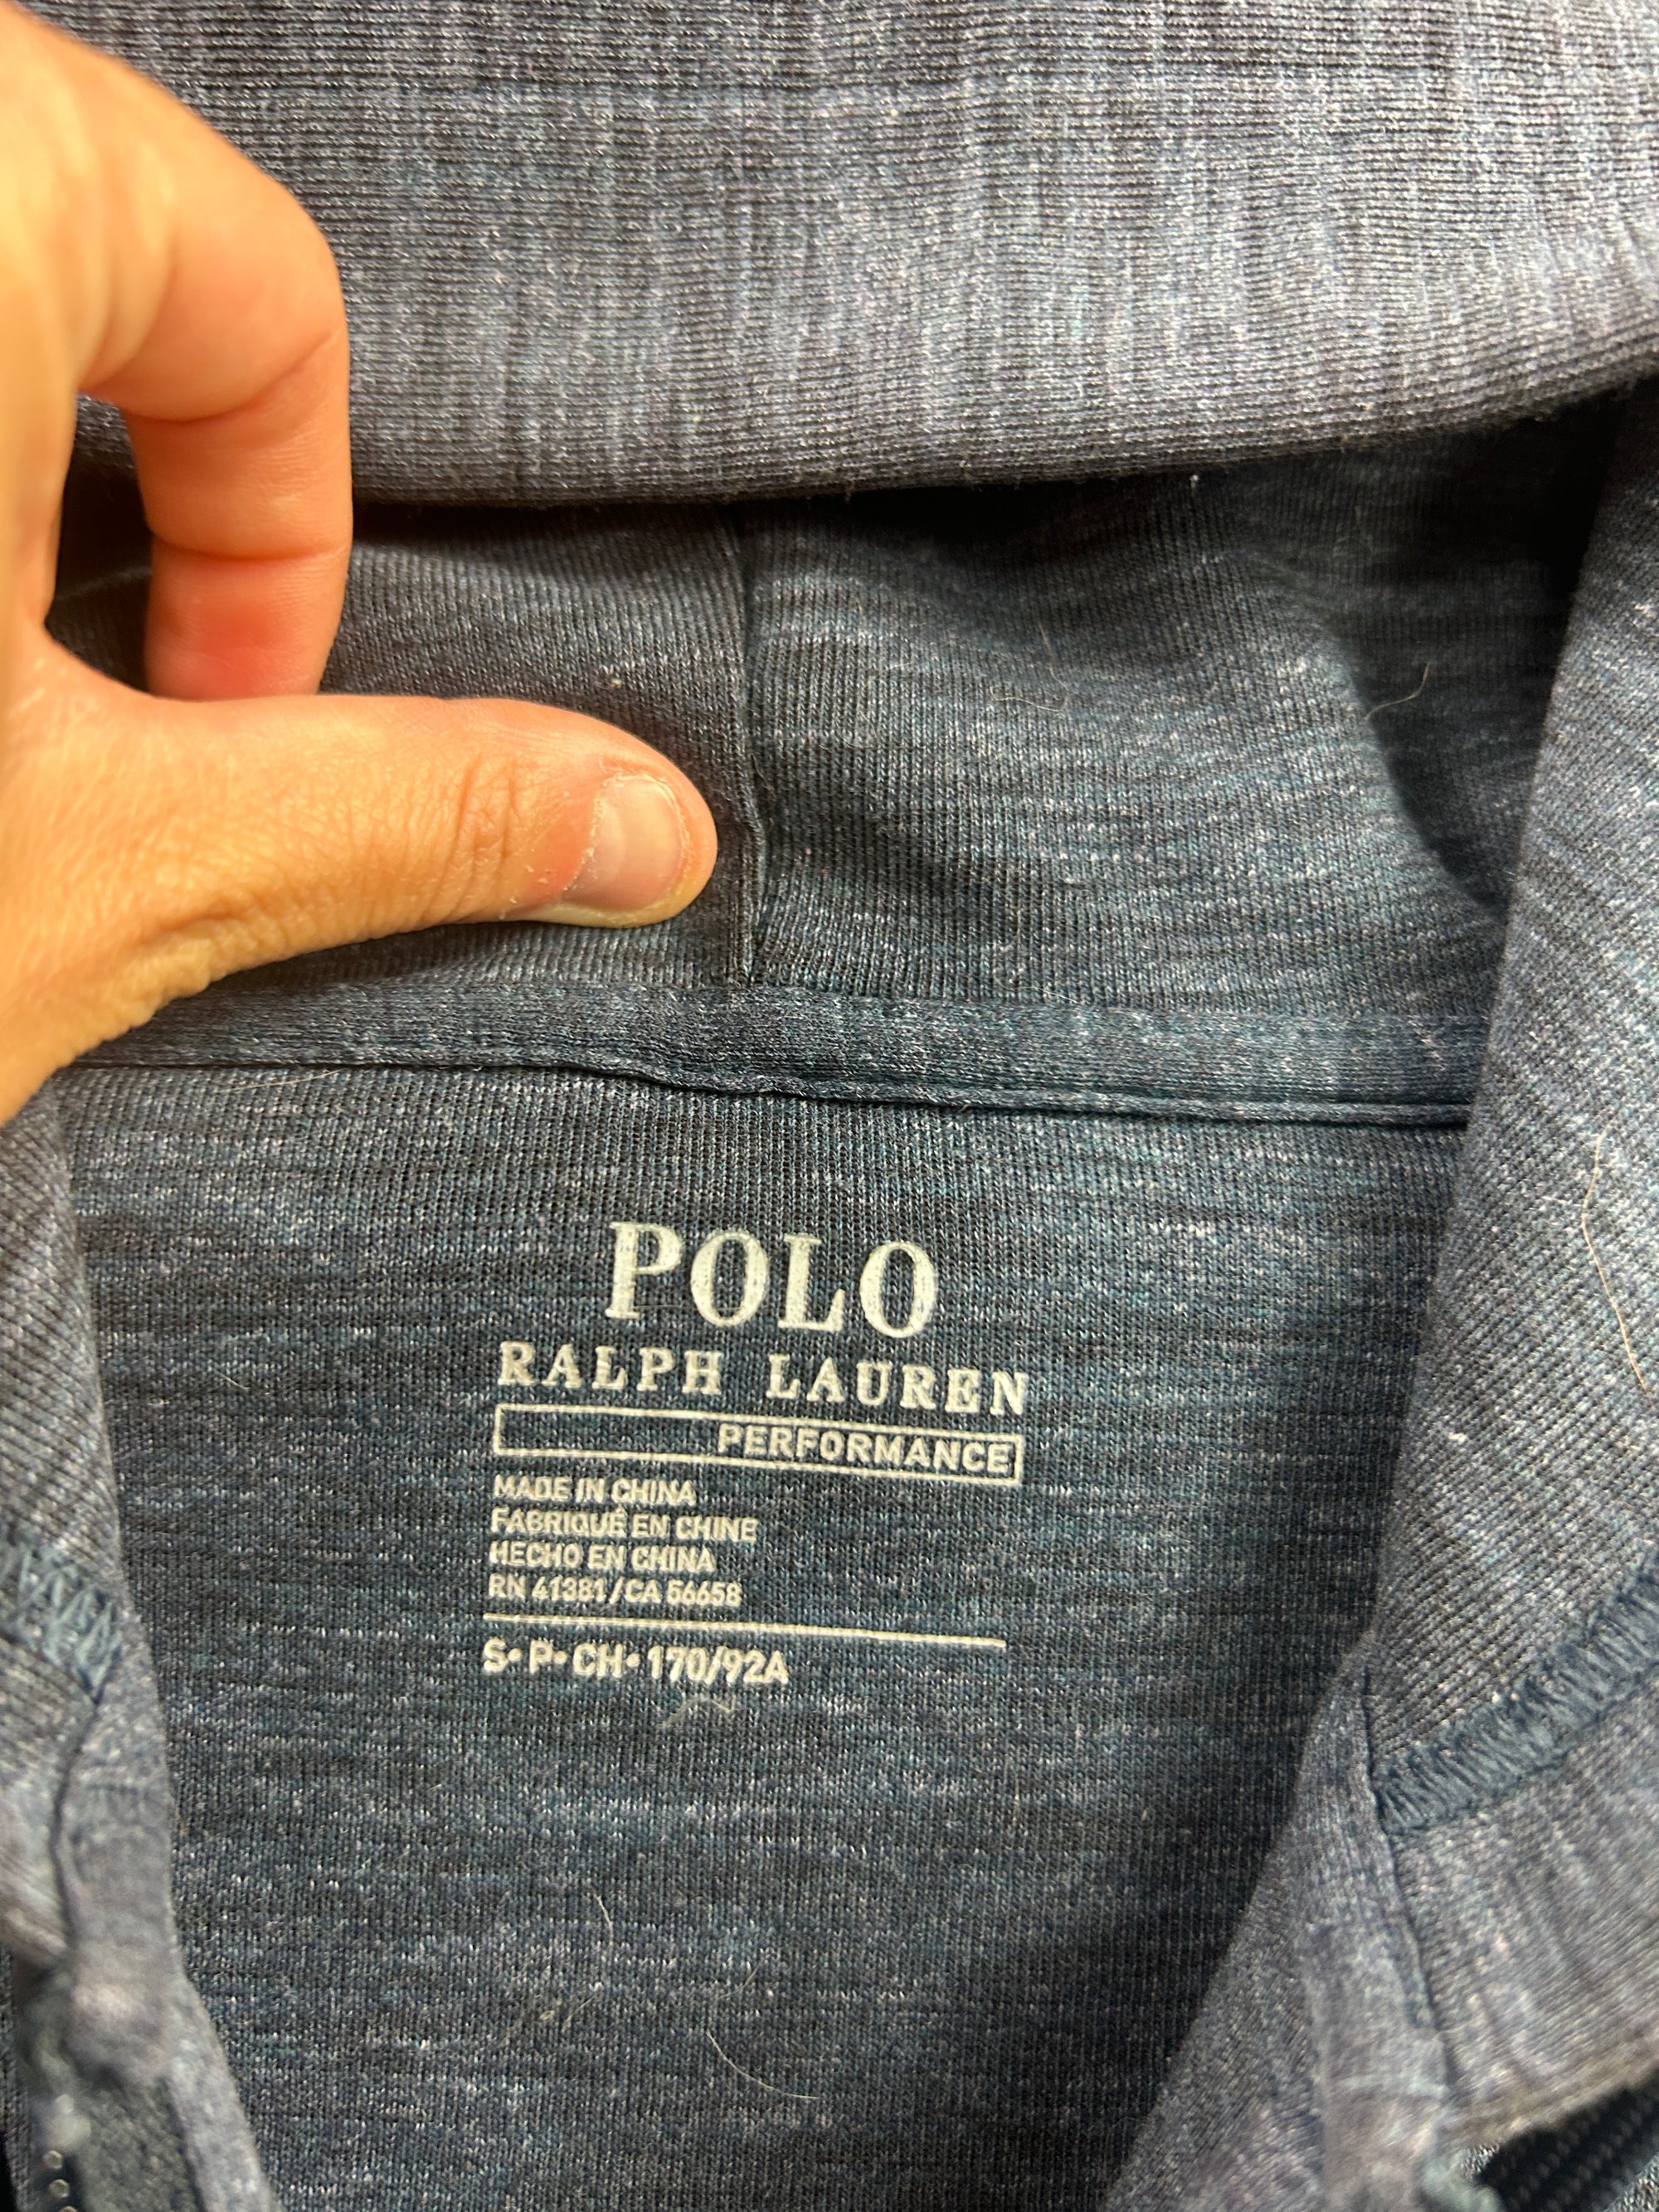 POLO
RALPH LAUREN
PERFORMANCE
MADE IN CHINA
FABRIQUÉ EN CHINE
HECHO EN CHINA
RN 41381/CA 56658
S• P• CH• 170/92A